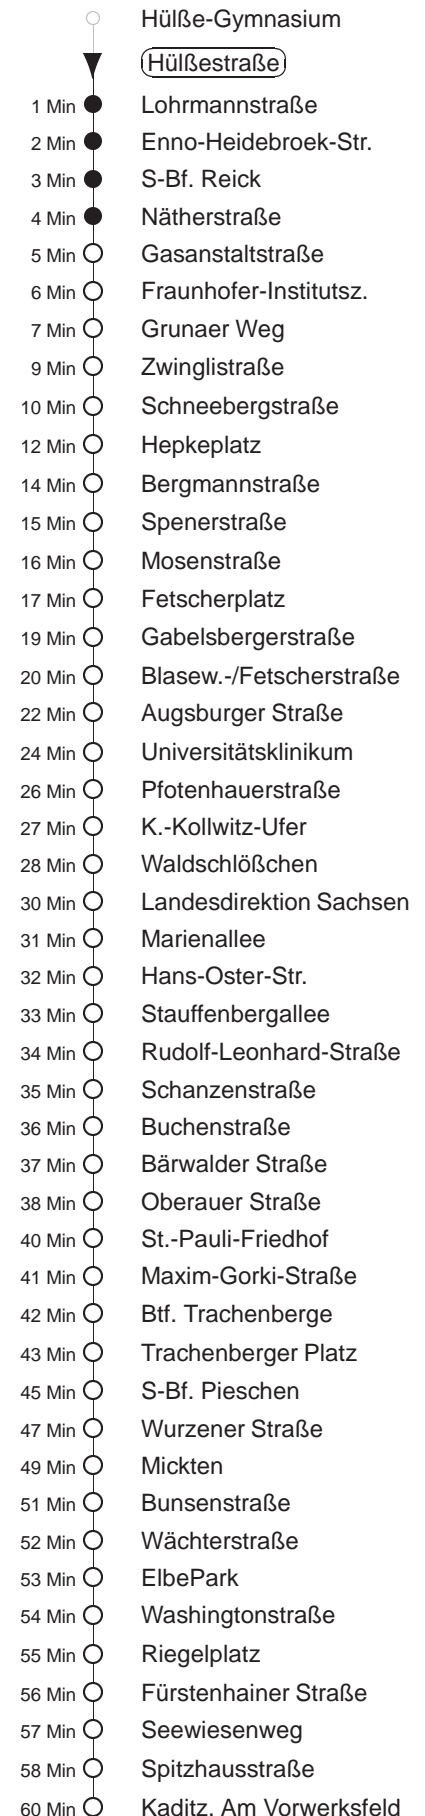 Hülße-Gymnasium
Hülßestraße
1 Min Lohrmannstraße
2 Min Enno-Heidebroek-Str.
3 Min S-Bf. Reick
4 Min Nätherstraße
5 Min Gasanstaltstraße
6 Min Fraunhofer-Institutsz.
7 Min Grunaer Weg
9 Min Zwinglistraße
10 Min Schneebergstraße
12 Min Hepkeplatz
14 Min Bergmannstraße
15 Min Spenerstraße
16 Min Mosenstraße
17 Min Fetscherplatz
19 Min Gabelsbergerstraße
20 Min Blasew.-/Fetscherstraße
22 Min Augsburger Straße
24 Min Universitätsklinikum
26 Min Pfotenhauerstraße
27 Min K.-Kollwitz-Ufer
28 Min Waldschlößchen
30 Min Landesdirektion Sachsen
31 Min Marienallee
32 Min Hans-Oster-Str.
33 Min Stauffenbergallee
34 Min Rudolf-Leonhard-Straße
35 Min Schanzenstraße
36 Min Buchenstraße
37 Min Bärwalder Straße
38 Min Oberauer Straße
40 Min St.-Pauli-Friedhof
41 Min Maxim-Gorki-Straße
42 Min Btf. Trachenberge
43 Min Trachenberger Platz
45 Min S-Bf. Pieschen
47 Min Wurzener Straße
49 Min Mickten
51 Min Bunsenstraße
52 Min Wächterstraße
53 Min ElbePark
54 Min Washingtonstraße
55 Min Riegelplatz
56 Min Fürstenhainer Straße
57 Min Seewiesenweg
58 Min Spitzhausstraße
60 Min Kaditz, Am Vorwerksfeld